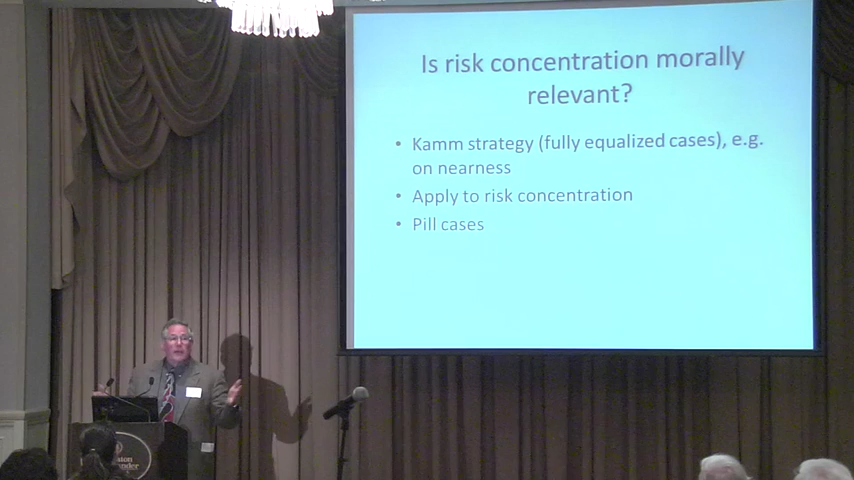 Is risk concentration morally
relevant?
• Kamm strategy (fully equalized cases), e.g.
on nearness
• Apply to risk concentration
• Pill cases